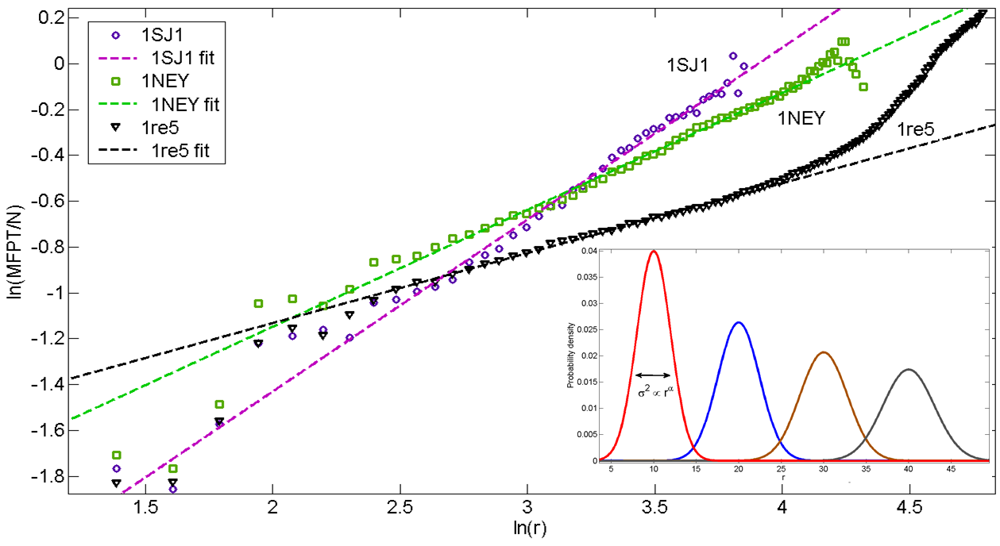 1SJ1
1SJ1 fit
1NEY
1NEY fit
1re5
1re5 fit
0.2
0
-0.2
-0.4
-0.6
-0.8
-1
-1.2
-1.4
-1.6
-1.8
ln(MFPT/N)
1.5 2 2.5 3 3.5 4 4.5
ln(r)
1SJ1
1NEY
1re5
0.04
0.035
0.03
0.025
0.02
0.015
0.01
0.005
0
Probability density
σ² ∝ r^α
5 10 15 20 25 30 35 40 45
r